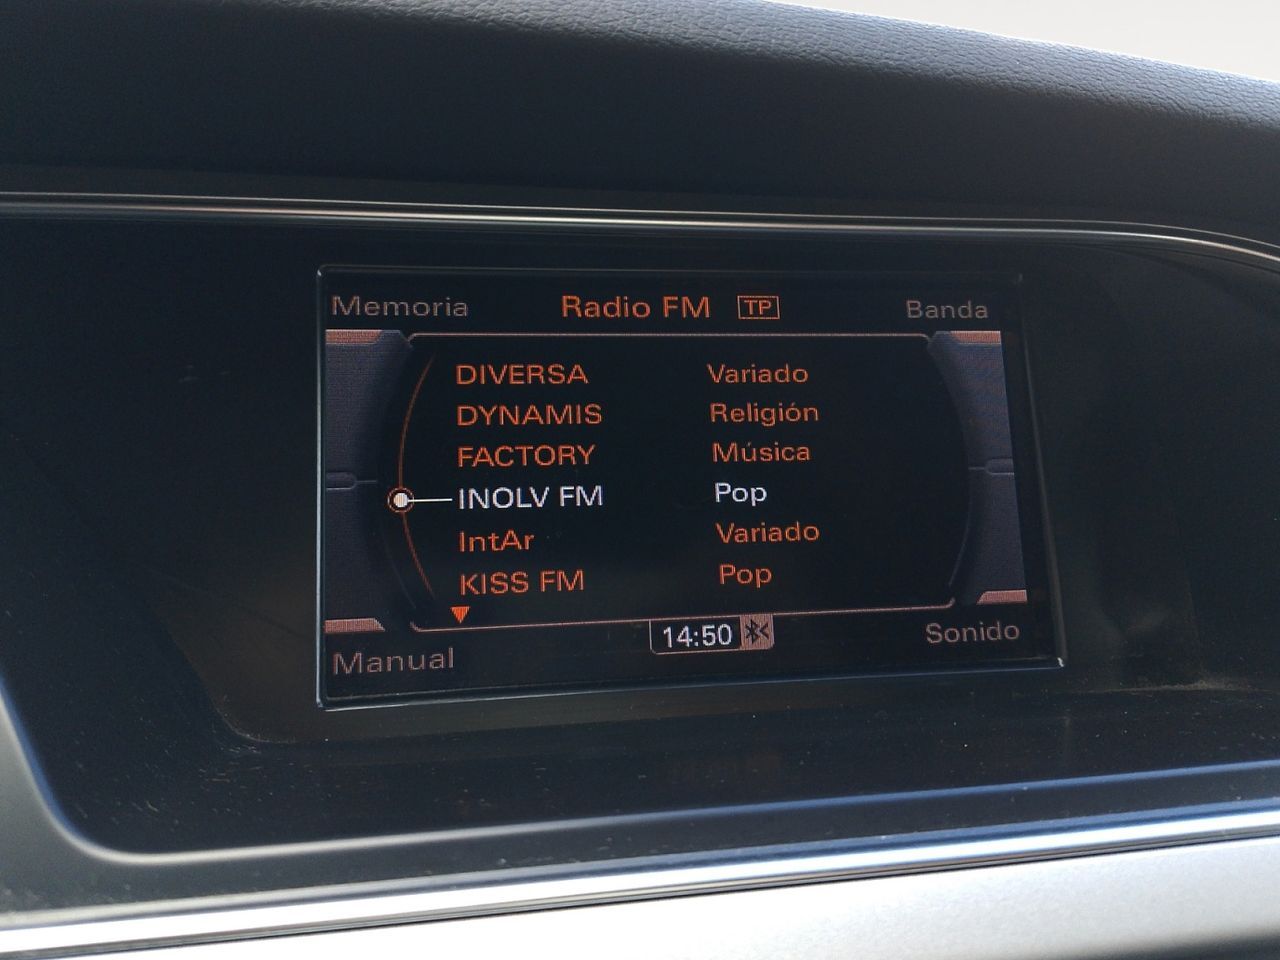 Memoria Radio FM TP Banda
DIVERSA Variado
DYNAMIS Religión
FACTORY Música
INOLV FM Pop
IntAr Variado
KISS FM Pop
14:50
Manual Sonido